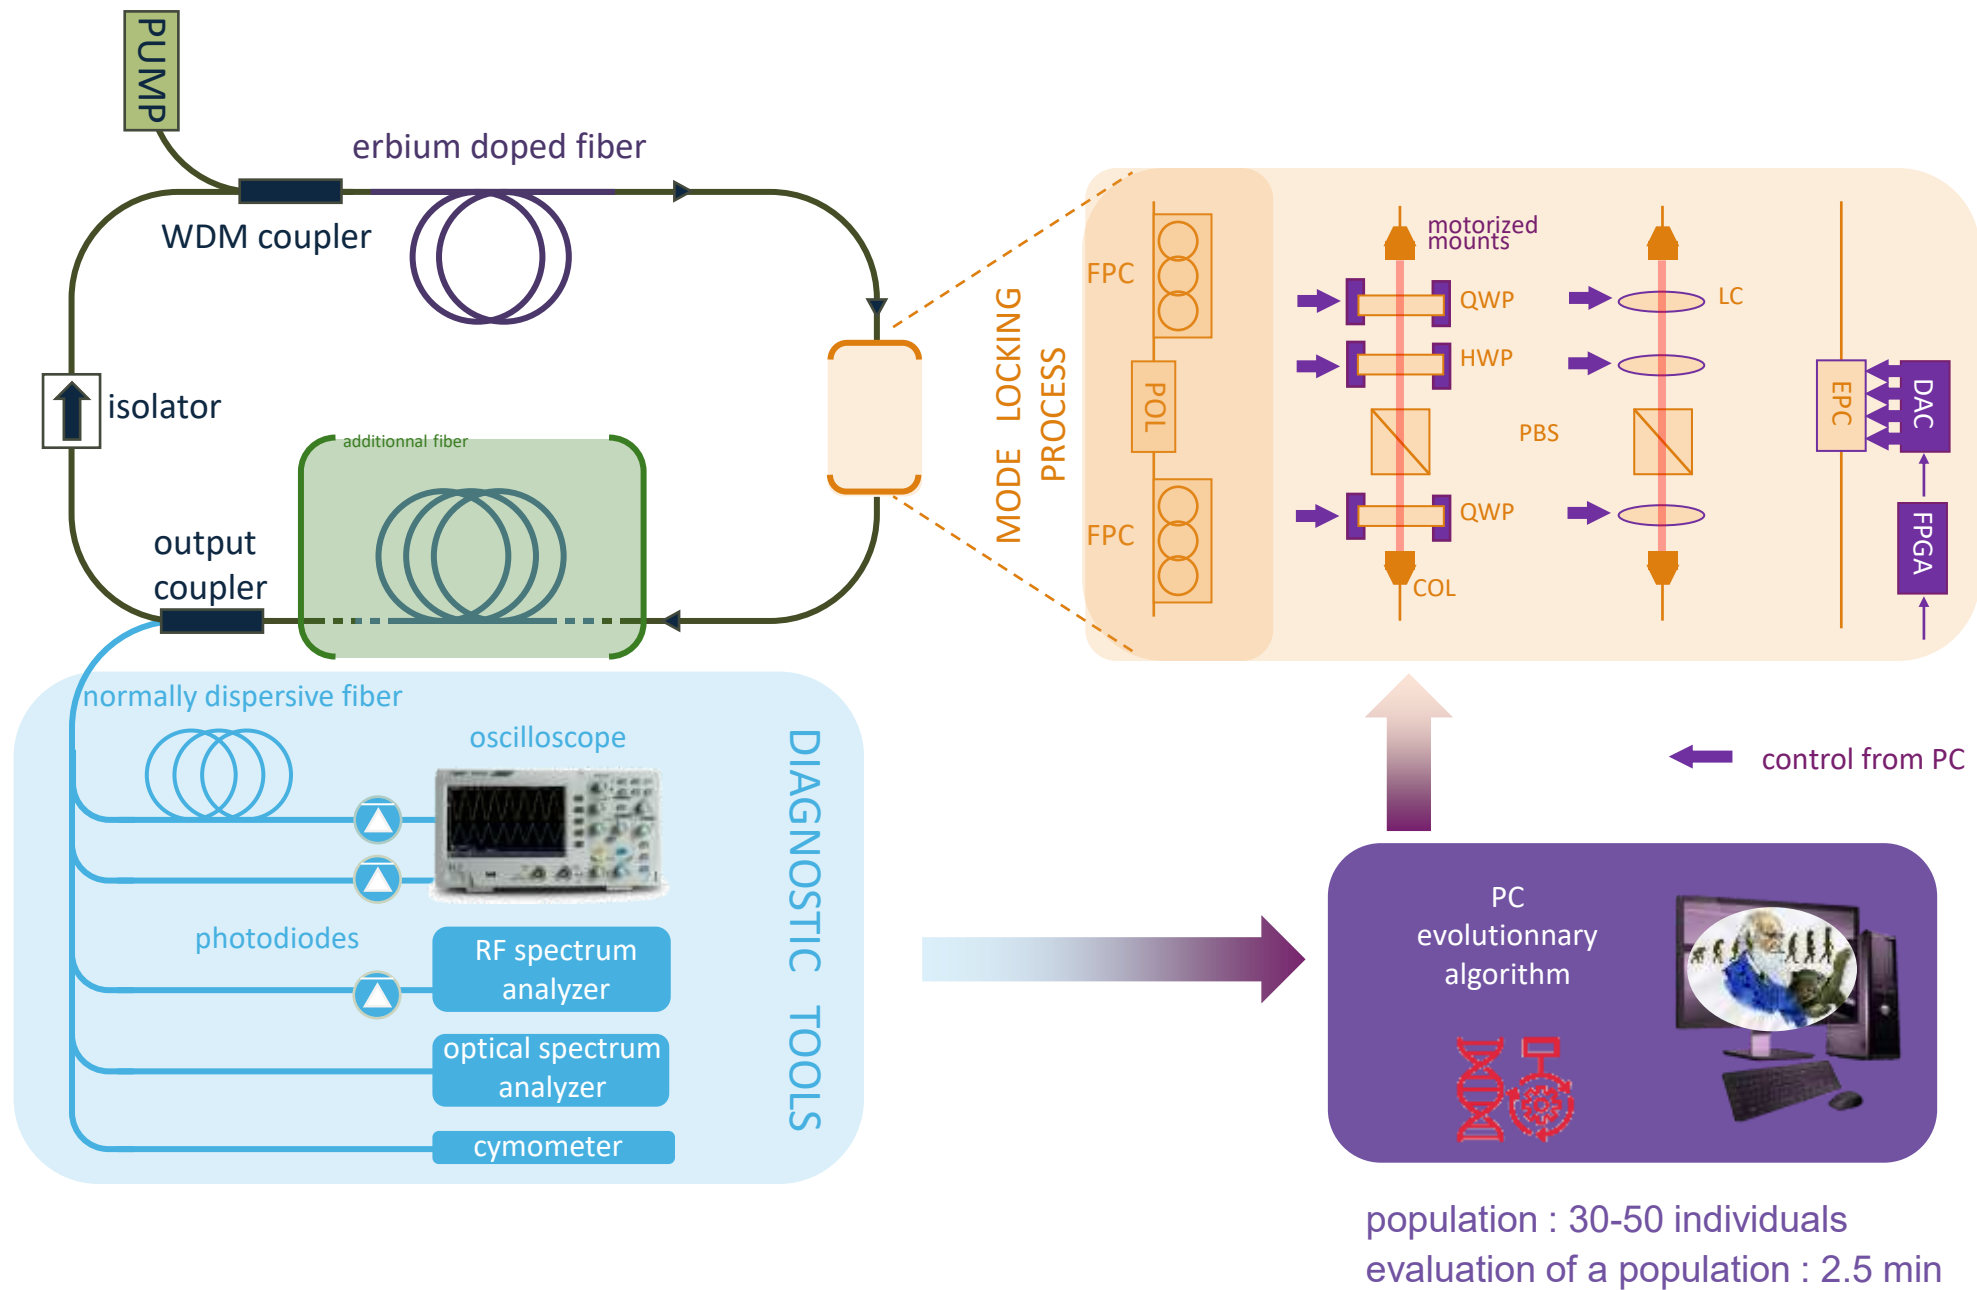 PUMP
erbium doped fiber
WDM coupler
isolator
additionnal fiber
output
coupler
MODE LOCKING
PROCESS
FPC
POL
FPC
motorized
mounts
QWP
HWP
PBS
QWP
COL
LC
EPC
DAC
FPGA
normally dispersive fiber
oscilloscope
photodiodes
RF spectrum
analyzer
optical spectrum
analyzer
cymometer
DIAGNOSTIC TOOLS
control from PC
PC
evolutionnary
algorithm
population : 30-50 individuals
evaluation of a population : 2.5 min